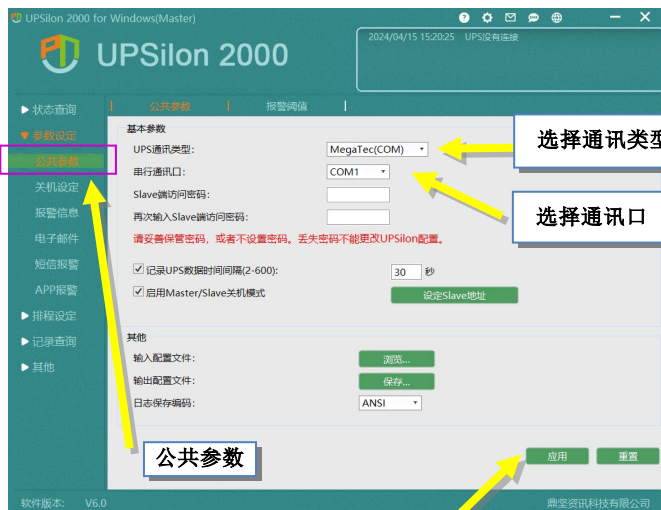 UPSilon 2000 for Windows(Master)
UPSilon 2000
2024/04/15 15:20:25 UPS没有连接
公共参数
报警阈值
状态查询
参数设定
公共参数
关机设定
报警信息
电子邮件
短信报警
APP报警
排程设定
记录查询
其他
基本参数
UPS通讯类型: MegaTec(COM)
串行通讯口: COM1
Slave端访问密码:
再次输入Slave端访问密码:
请妥善保管密码，或者不设置密码。丢失密码不能更改UPSilon配置。
记录UPS数据时间间隔(2-600): 30 秒
启用Master/Slave关机模式 设定Slave地址
其他
输入配置文件: 浏览...
输出配置文件: 保存...
日志保存编码: ANSI
选择通讯类型
选择通讯口
公共参数
应用 重置
软件版本: V6.0
鼎坚资讯科技有限公司